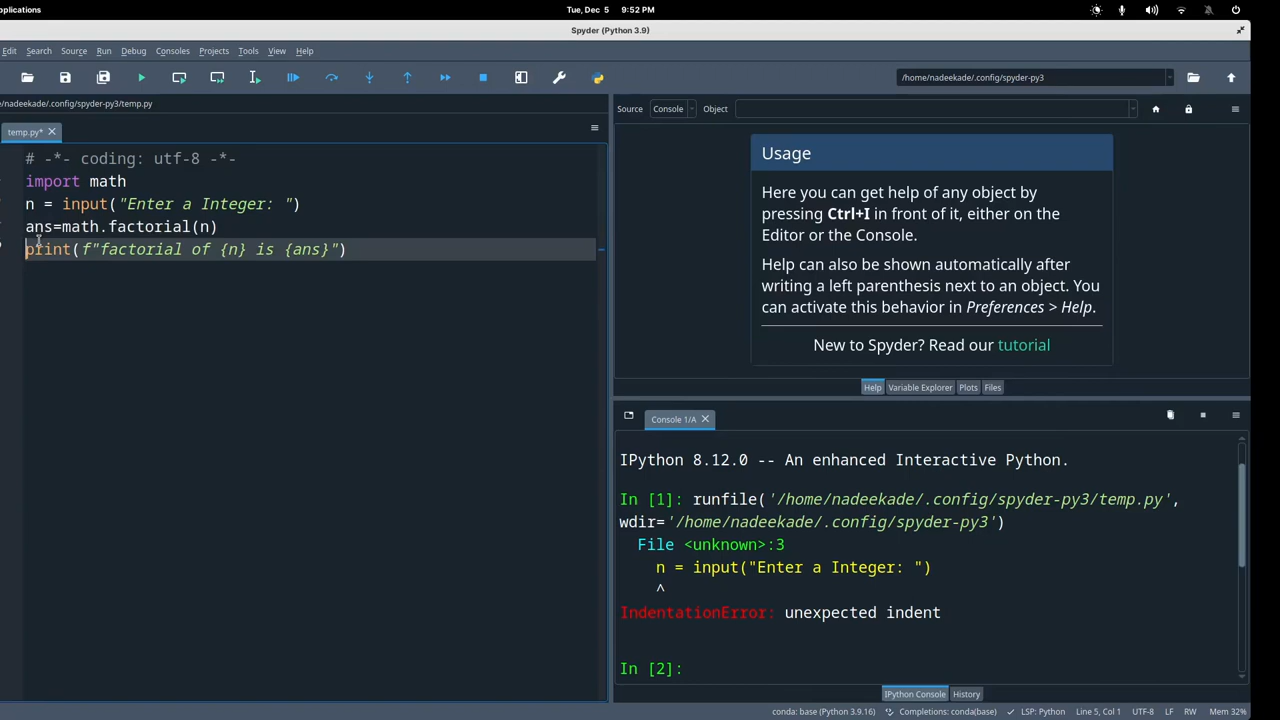 plications
Tue, Dec 5 9:52 PM
Spyder (Python 3.9)
Edit Search Source Run Debug Consoles Projects Tools View Help
/home/nadeekade/.config/spyder-py3
e/nadeekade/.config/spyder-py3/temp.py
Source Console Object
temp.py*
# -*- coding: utf-8 -*-
import math
n = input("Enter a Integer: ")
ans=math.factorial(n)
print(f"factorial of {n} is {ans}")
Usage
Here you can get help of any object by
pressing Ctrl+I in front of it, either on the
Editor or the Console.
Help can also be shown automatically after
writing a left parenthesis next to an object. You
can activate this behavior in Preferences > Help.
New to Spyder? Read our tutorial
Help Variable Explorer Plots Files
Console 1/A
IPython 8.12.0 -- An enhanced Interactive Python.
In [1]: runfile('/home/nadeekade/.config/spyder-py3/temp.py',
wdir='/home/nadeekade/.config/spyder-py3')
File <unknown>:3
n = input("Enter a Integer: ")
^
IndentationError: unexpected indent
In [2]:
IPython Console History
conda: base (Python 3.9.16) Completions: conda(base) LSP: Python Line 5, Col 1 UTF-8 LF RW Mem 32%